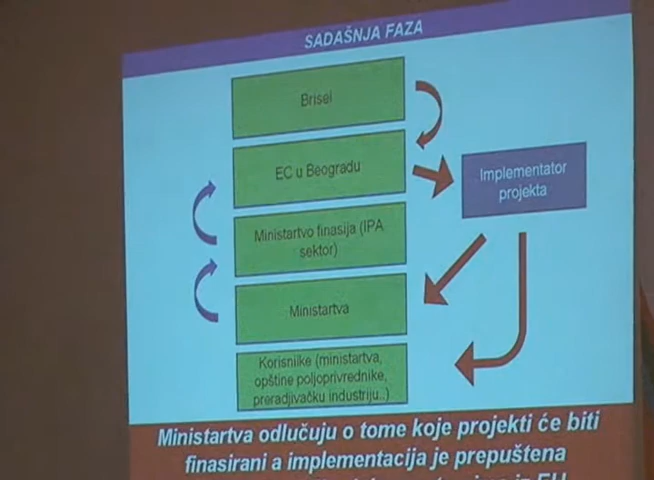 SADAŠNJA FAZA
Brisel
EC u Beogradu
Implementator
projekta
Ministartvo finasija (IPA
sektor)
Ministartva
Korisniike (ministartva,
opštine poljoprivrednike,
preradjivačku industriju..)
Ministartva odlučuju o tome koje projekti će biti
finasirani a implementacija je prepuštena